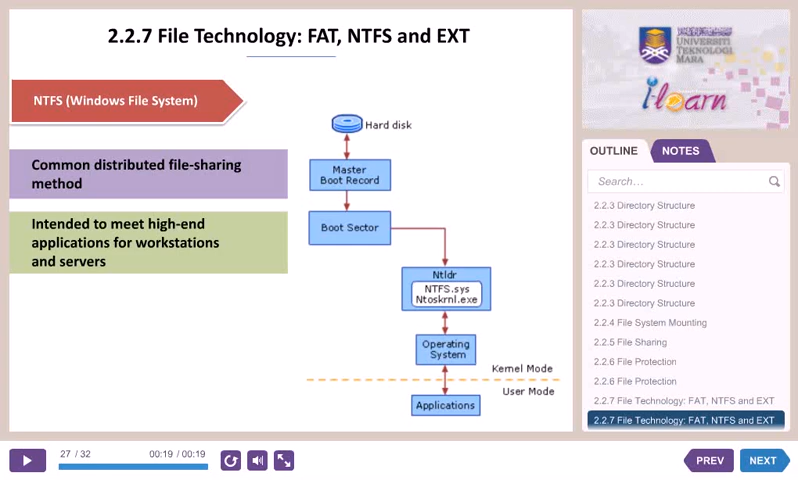 2.2.7 File Technology: FAT, NTFS and EXT
NTFS (Windows File System)
Common distributed file-sharing
method
Intended to meet high-end
applications for workstations
and servers
Hard disk
Master
Boot Record
Boot Sector
Ntldr
NTFS.sys
Ntoskrnl.exe
Operating
System
Kernel Mode
User Mode
Applications
UNIVERSITI
TEKNOLOGI
MARA
i-learn
OUTLINE
NOTES
Search...
2.2.3 Directory Structure
2.2.3 Directory Structure
2.2.3 Directory Structure
2.2.3 Directory Structure
2.2.3 Directory Structure
2.2.3 Directory Structure
2.2.4 File System Mounting
2.2.5 File Sharing
2.2.6 File Protection
2.2.6 File Protection
2.2.7 File Technology: FAT, NTFS and EXT
2.2.7 File Technology: FAT, NTFS and EXT
27 / 32
00:19 / 00:19
PREV
NEXT